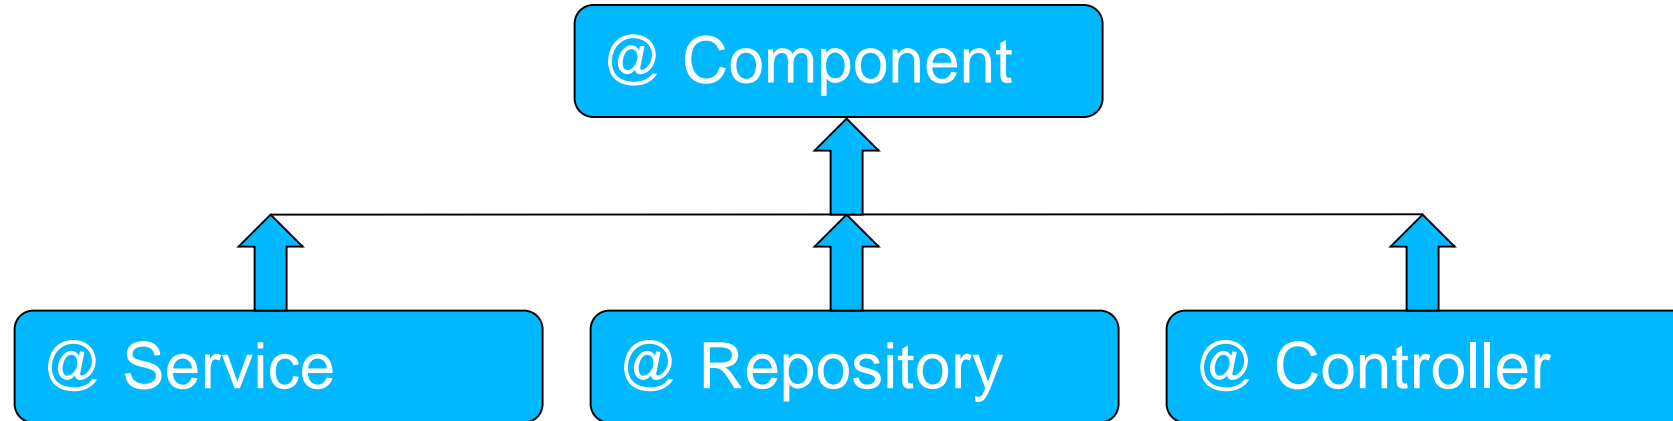 @ Component
@ Service
@ Repository
@ Controller